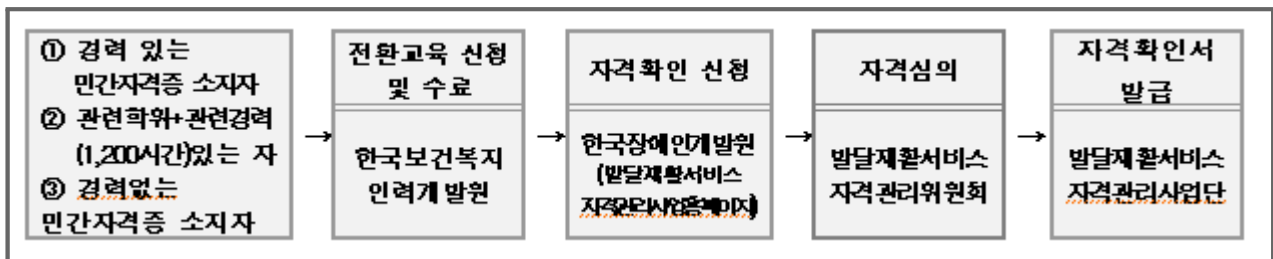 ① 경력 있는
민간자격증 소지자
② 관련학위+관련경력
(1,200시간)있는 자
③ 경력없는
민간자격증 소지자
→
전환교육 신청
및 수료
한국보건복지
인력개발원
→
자격확인 신청
한국장애인개발원
(발달재활서비스
자격관리사업홈페이지)
→
자격심의
발달재활서비스
자격관리위원회
→
자격확인서
발급
발달재활서비스
자격관리사업단